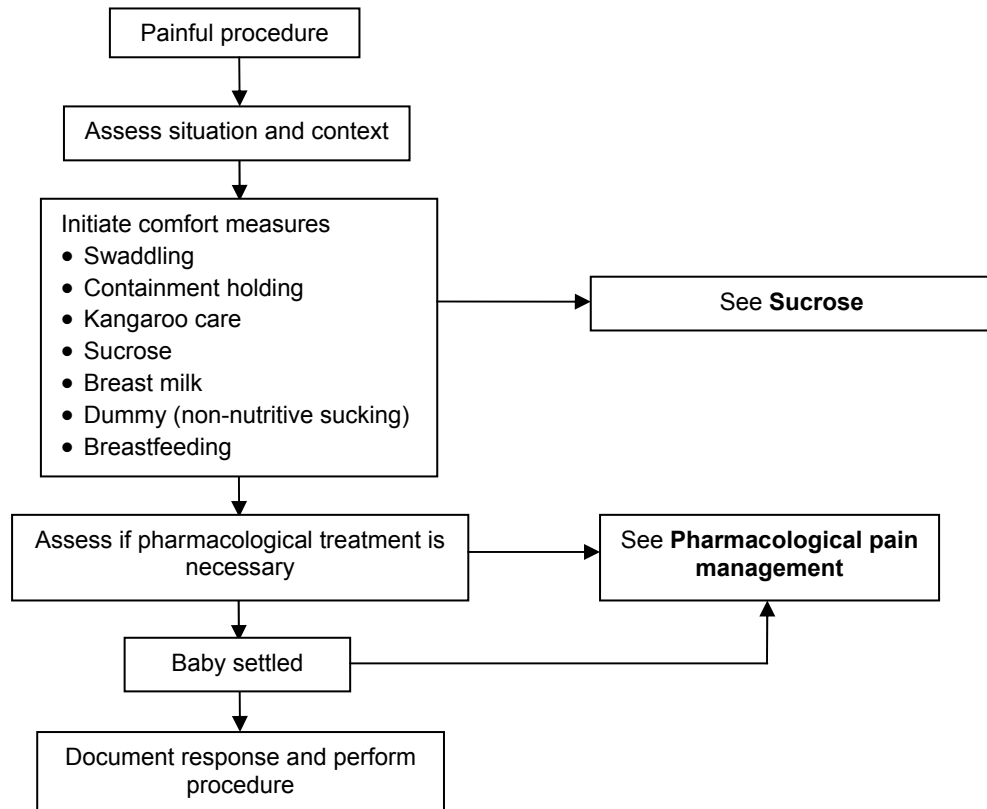 Painful procedure
Assess situation and context
Initiate comfort measures
• Swaddling
• Containment holding
• Kangaroo care
• Sucrose
• Breast milk
• Dummy (non-nutritive sucking)
• Breastfeeding
See Sucrose
Assess if pharmacological treatment is
necessary
See Pharmacological pain
management
Baby settled
Document response and perform
procedure